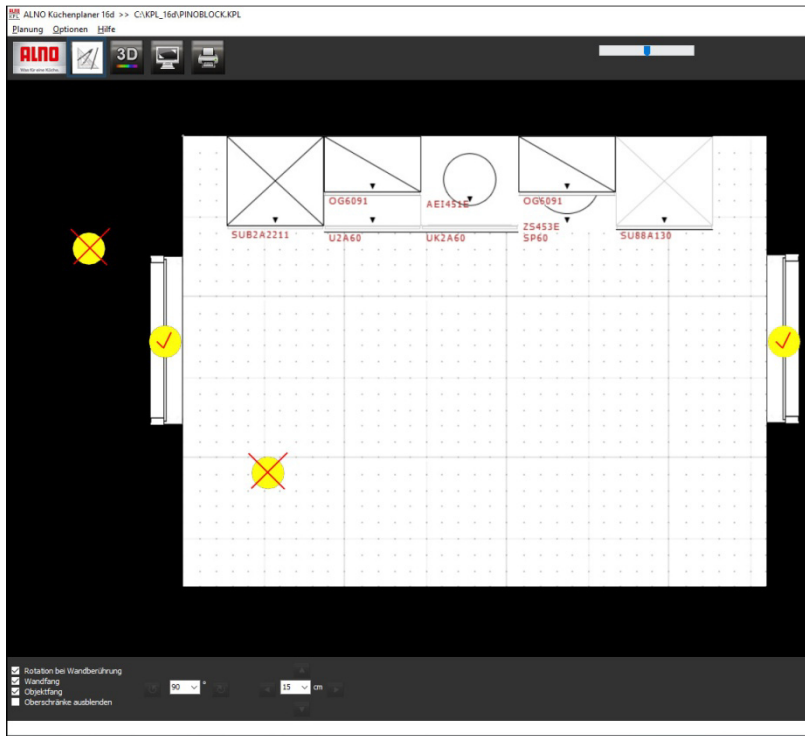 ALNO Küchenplaner 16d >> C:\KPL_16d\PINOBLOCK.KPL
Planung Optionen Hilfe
ALNO 3D
OG6091 AEI451E OG6091
SUB2A2211 U2A60 UK2A60 ZS453E SU88A130
SP60
Rotation bei Wandberührung
Wandfang
Objektfang
Oberschränke ausblenden
90 ° 15 cm